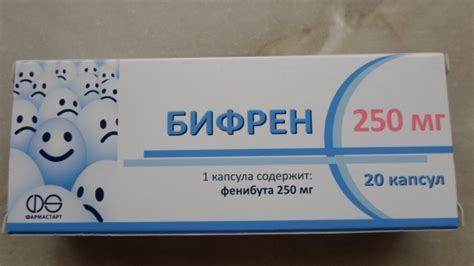 БИФРЕН
250 мг
1 капсула содержит:
фенибута 250 мг
20 капсул
ФАРМАСТАРТ